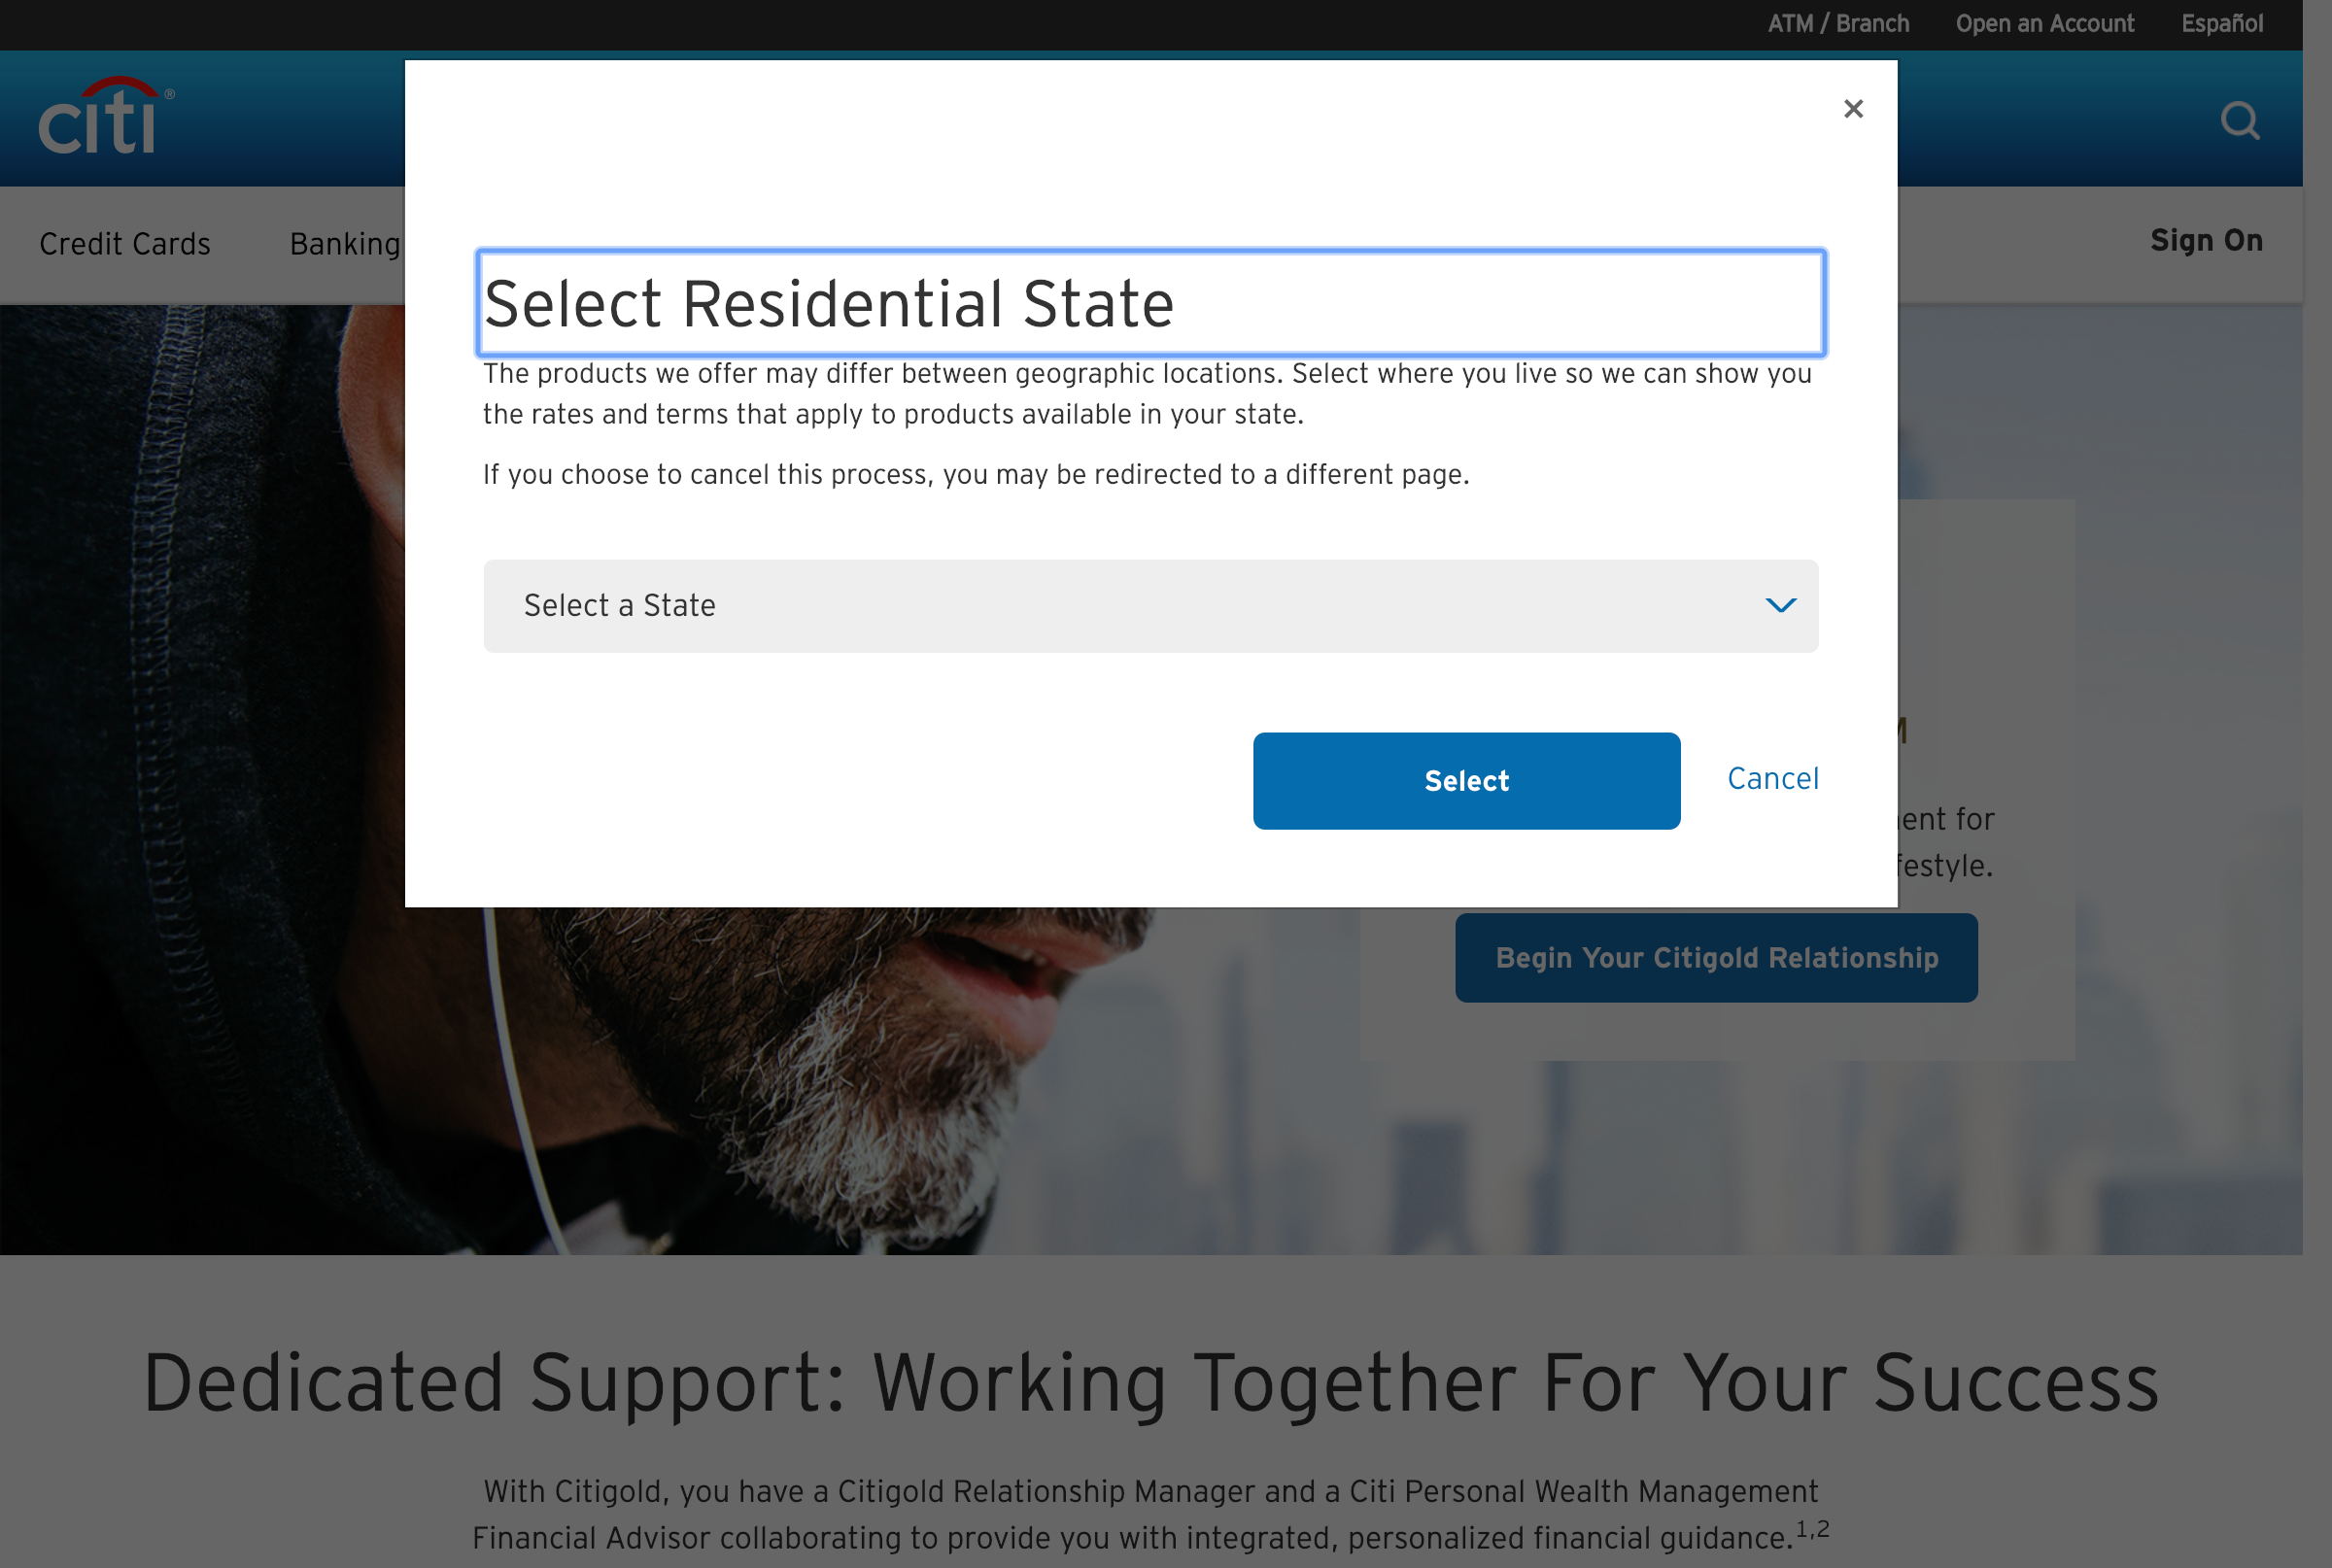 ATM / Branch Open an Account Español
citi®
Credit Cards Banking Sign On
×
Select Residential State
The products we offer may differ between geographic locations. Select where you live so we can show you
the rates and terms that apply to products available in your state.
If you choose to cancel this process, you may be redirected to a different page.
Select a State
Select Cancel
for
Begin Your Citigold Relationship
Dedicated Support: Working Together For Your Success
With Citigold, you have a Citigold Relationship Manager and a Citi Personal Wealth Management
Financial Advisor collaborating to provide you with integrated, personalized financial guidance.1,2